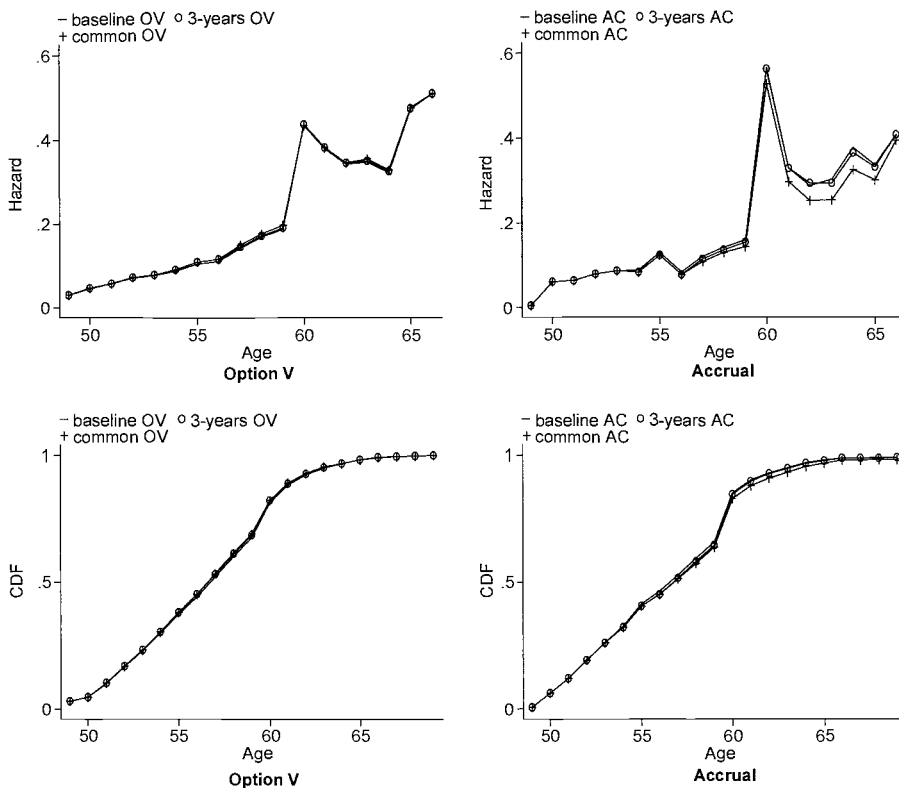 – baseline OV o 3-years OV
+ common OV
.6
.4
.2
0
Hazard
50 55 60 65
Age
Option V
– baseline AC o 3-years AC
+ common AC
.6
.4
.2
0
Hazard
50 55 60 65
Age
Accrual
– baseline OV o 3-years OV
+ common OV
1
.5
0
CDF
50 55 60 65
Age
Option V
– baseline AC o 3-years AC
+ common AC
1
.5
0
CDF
50 55 60 65
Age
Accrual